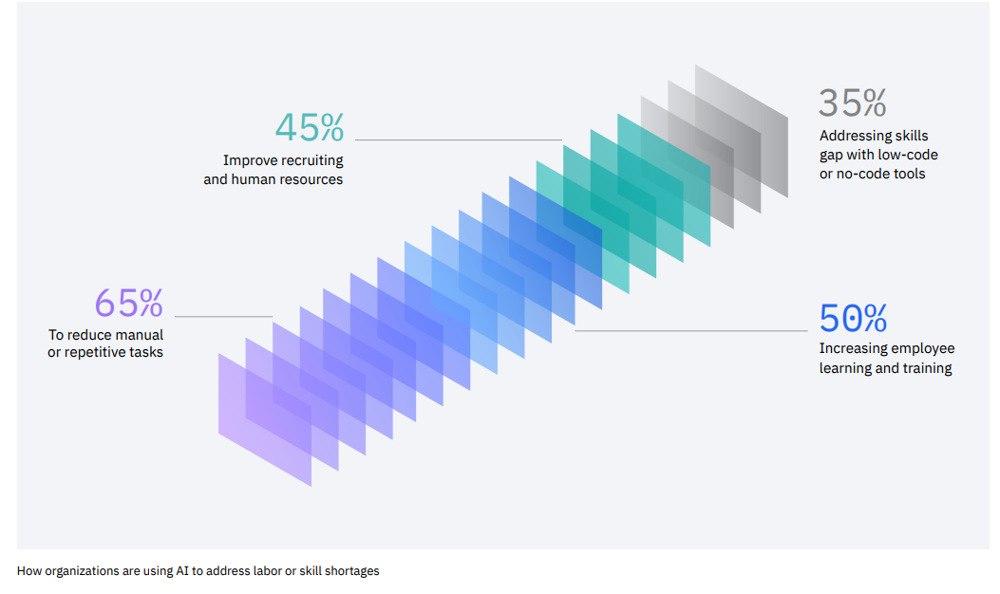 45%
Improve recruiting
and human resources
35%
Addressing skills
gap with low-code
or no-code tools
65%
To reduce manual
or repetitive tasks
50%
Increasing employee
learning and training
How organizations are using AI to address labor or skill shortages